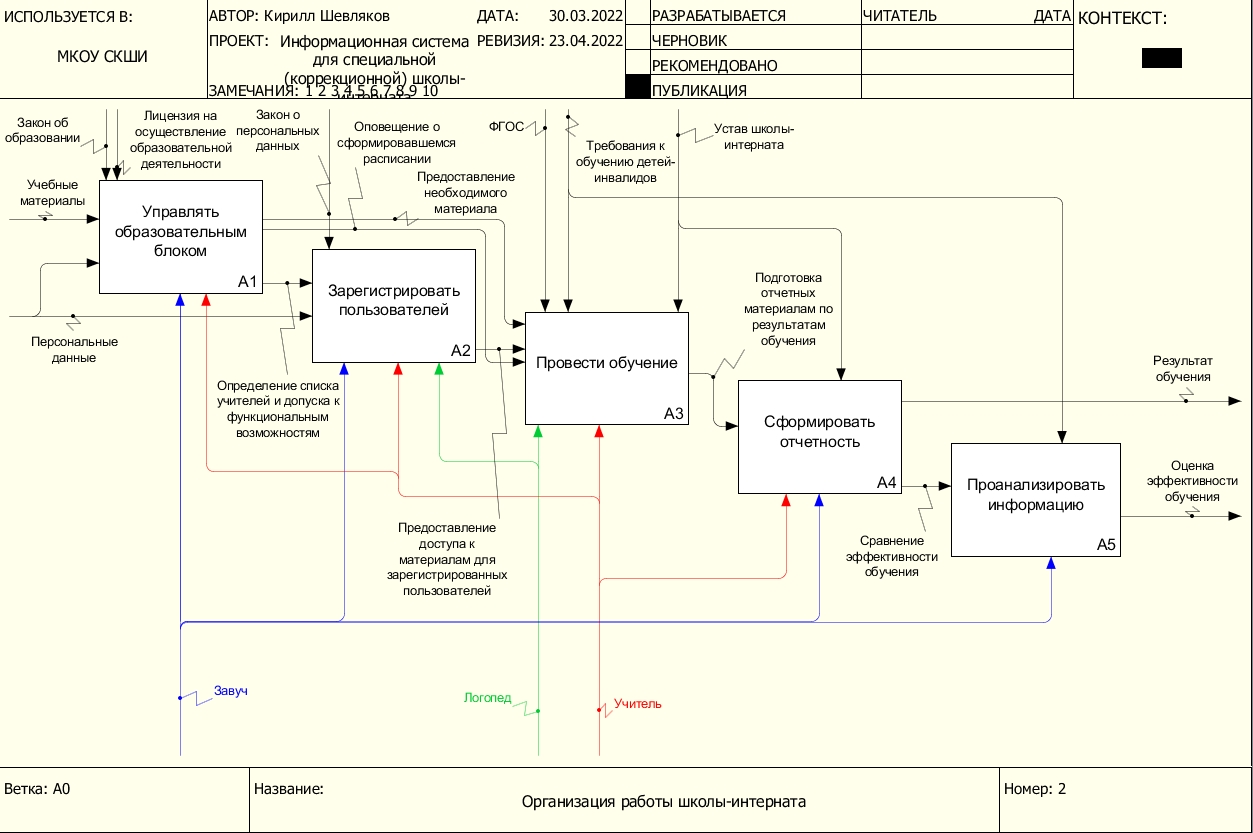 ИСПОЛЬЗУЕТСЯ В:
МКОУ СКШИ
АВТОР: Кирилл Шевляков
ДАТА: 30.03.2022
ПРОЕКТ: Информационная система
для специальной
(коррекционной) школы-
интерната
РЕВИЗИЯ: 23.04.2022
ЗАМЕЧАНИЯ: 1 2 3 4 5 6 7 8 9 10
РАЗРАБАТЫВАЕТСЯ
ЧЕРНОВИК
РЕКОМЕНДОВАНО
ПУБЛИКАЦИЯ
ЧИТАТЕЛЬ
ДАТА
КОНТЕКСТ:
Закон об
образовании
Лицензия на
осуществление
образовательной
деятельности
Закон о
персональных
данных
Оповещение о
сформировавшемся
расписании
ФГОС
Требования к
обучению детей-
инвалидов
Устав школы-
интерната
Учебные
материалы
Предоставление
необходимого
материала
Управлять
образовательным
блоком
A1
Зарегистрировать
пользователей
A2
Персональные
данные
Определение списка
учителей и допуска к
функциональным
возможностям
Провести обучение
A3
Подготовка
отчетных
материалам по
результатам
обучения
Сформировать
отчетность
A4
Результат
обучения
Проанализировать
информацию
A5
Оценка
эффективности
обучения
Предоставление
доступа к
материалам для
зарегистрированных
пользователей
Сравнение
эффективности
обучения
Завуч
Логопед
Учитель
Ветка: A0
Название:
Организация работы школы-интерната
Номер: 2